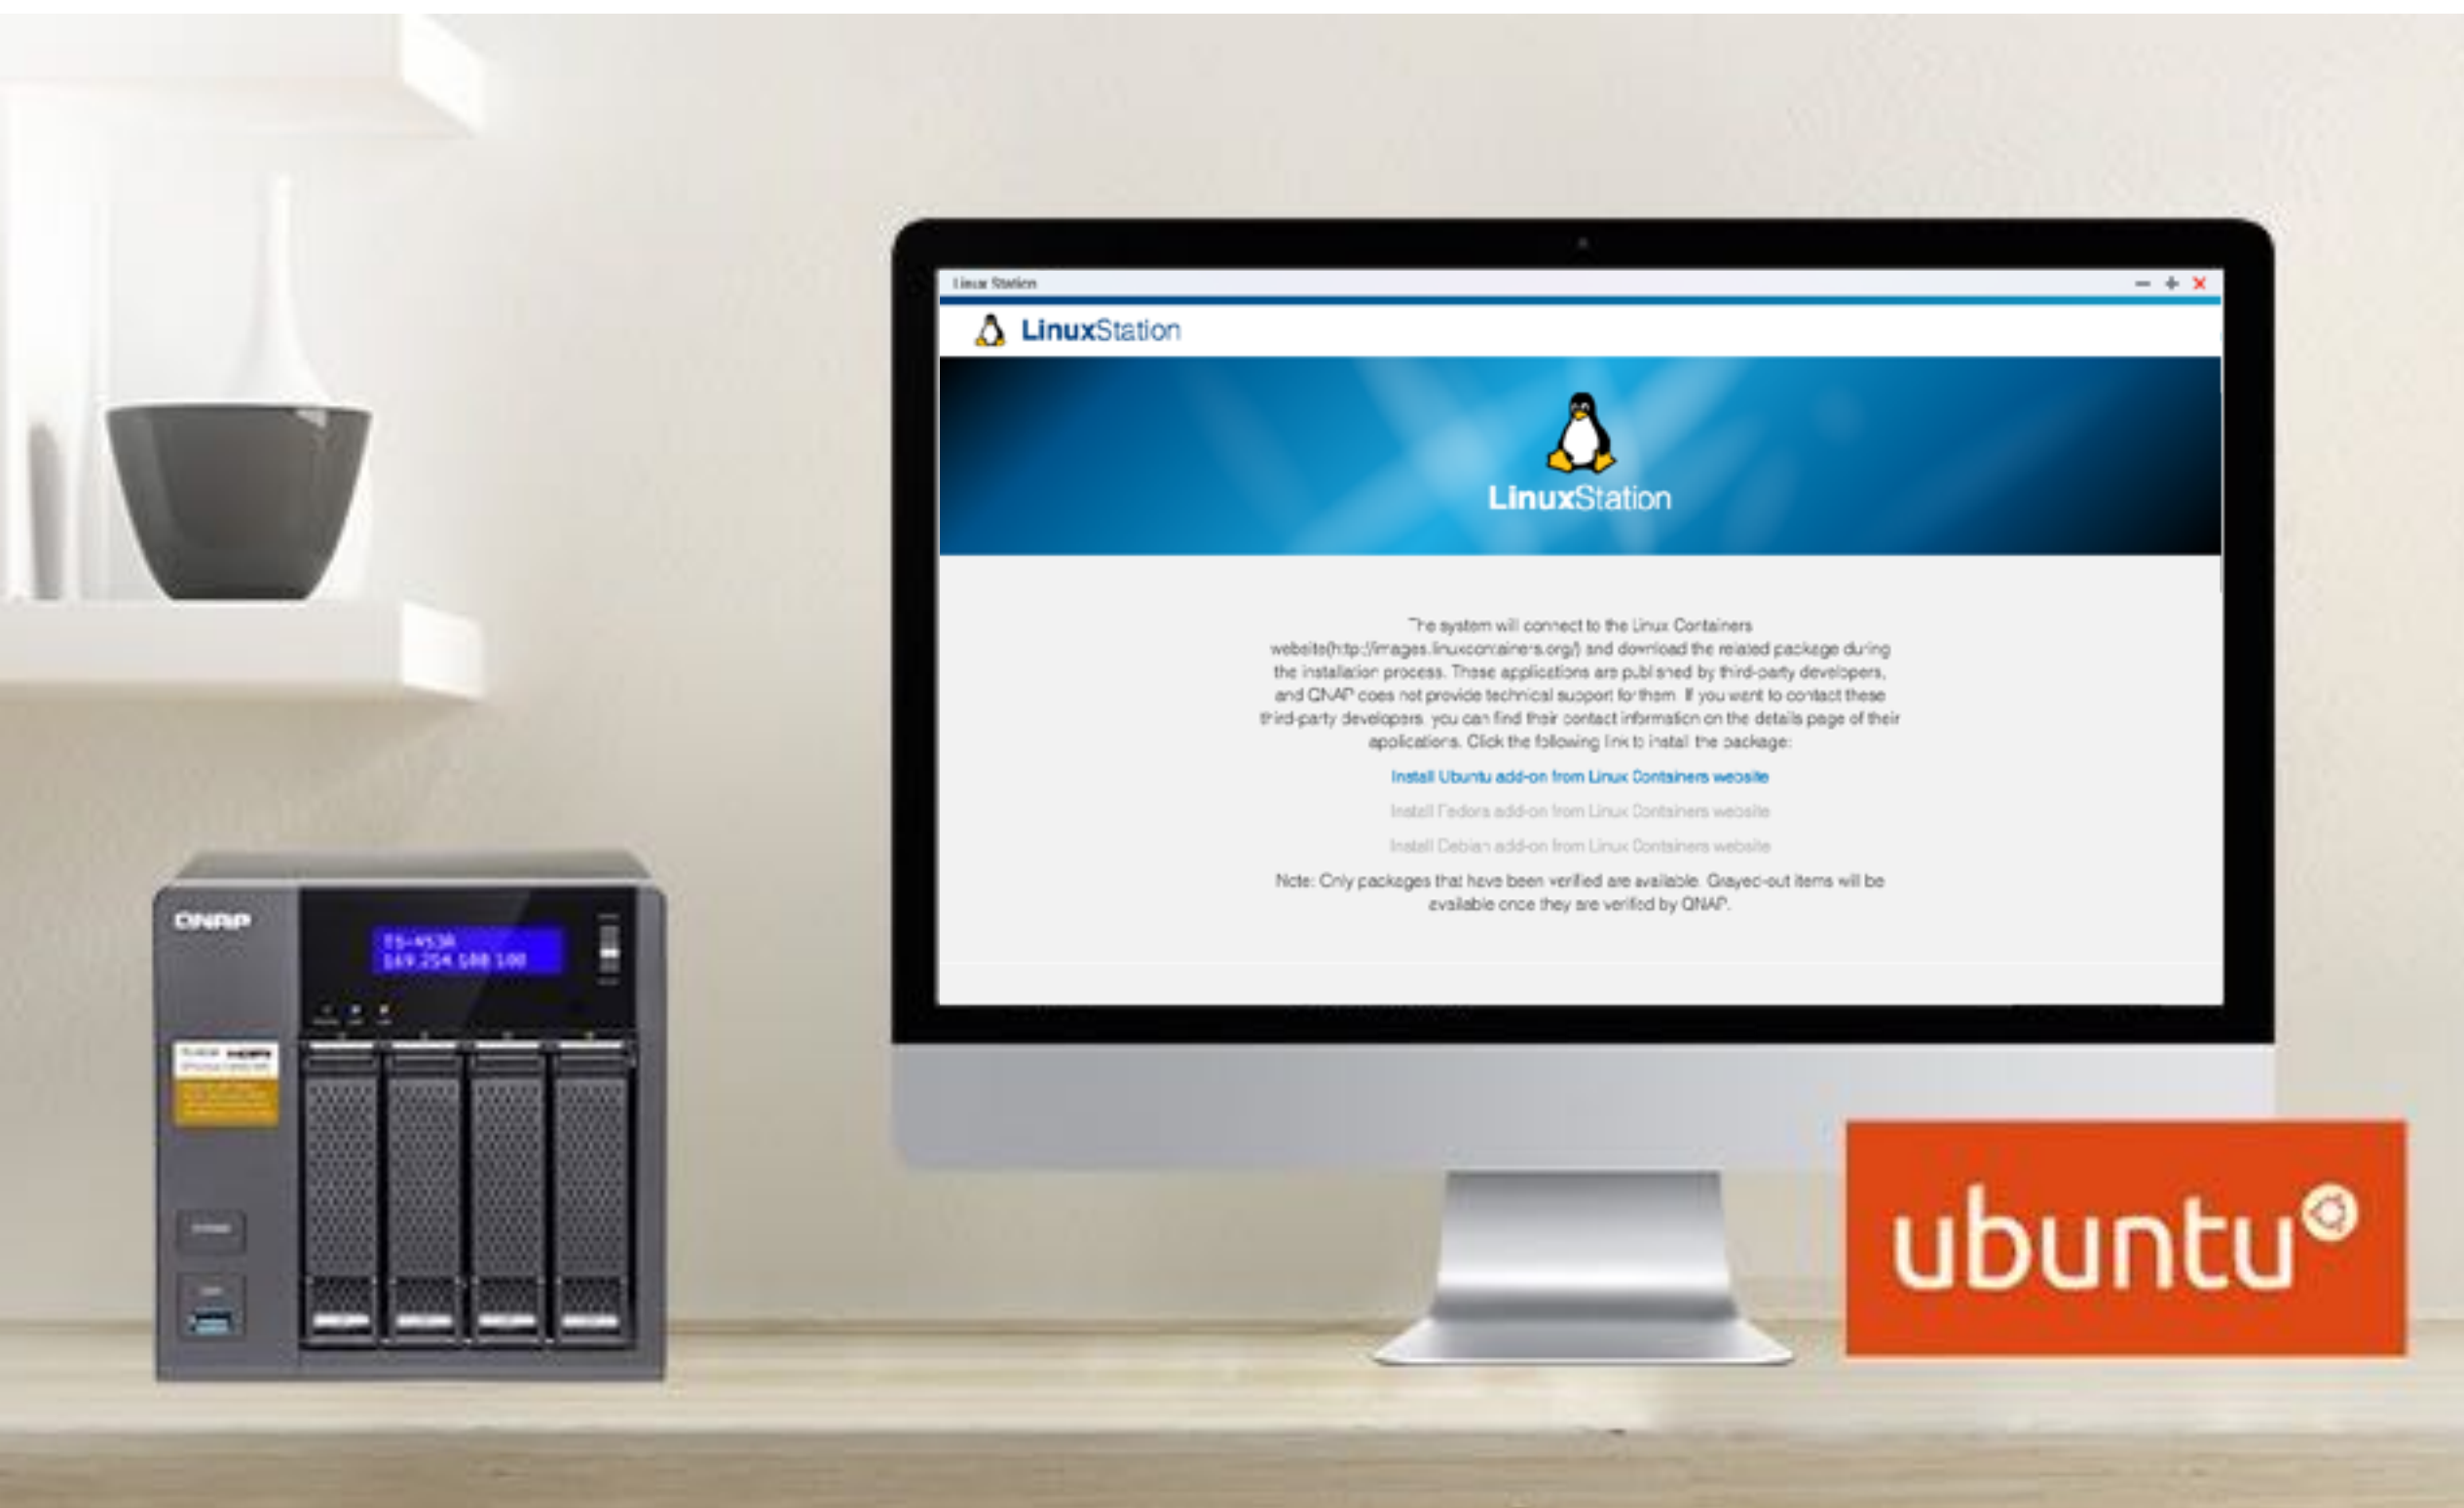 Linux Station
LinuxStation
LinuxStation
The system will connect to the Linux Containers
website(http://images.linuxcontainers.org/) and download the related package during
the installation process. These applications are published by third-party developers,
and QNAP does not provide technical support for them. If you want to contact these
third-party developers, you can find their contact information on the details page of their
applications. Click the following link to install the package:
Install Ubuntu add-on from Linux Containers website
Install Fedora add-on from Linux Containers website
Install Debian add-on from Linux Containers website
Note: Only packages that have been verified are available. Grayed-out items will be
available once they are verified by QNAP.
QNAP
TS-453A
169.254.100.100
HDMI
ubuntu